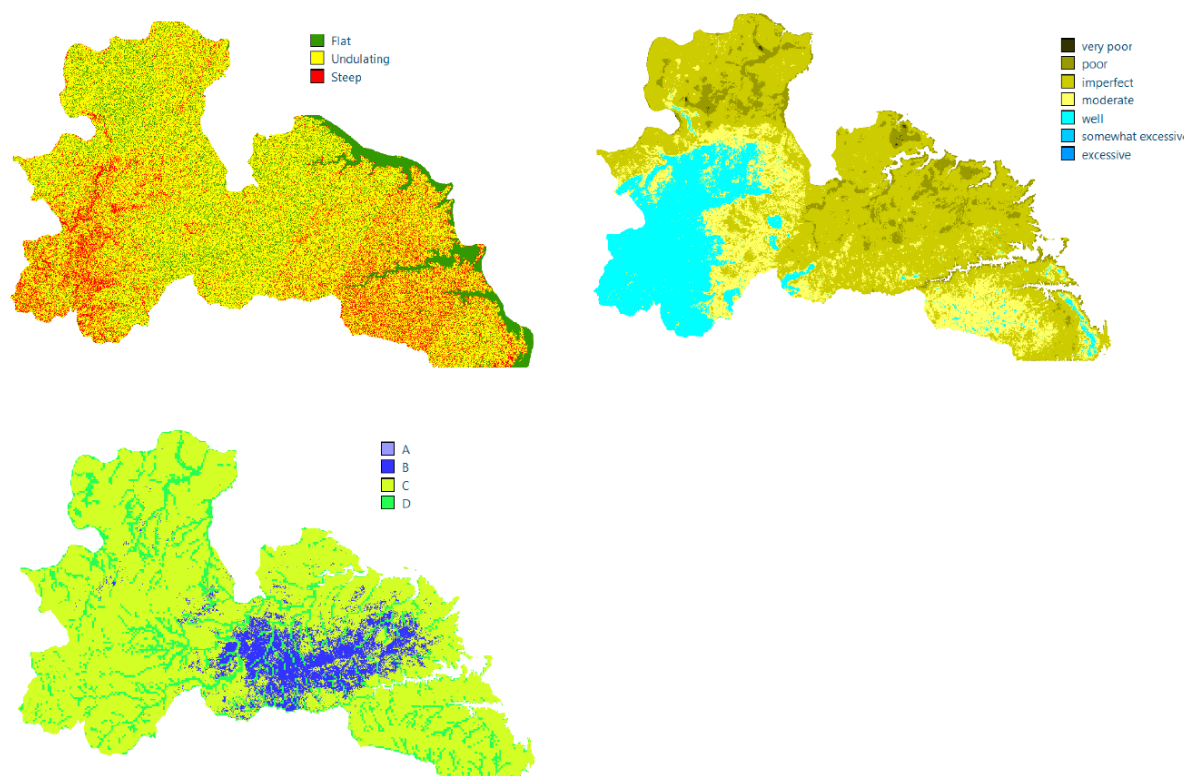 Flat
Undulating
Steep
very poor
poor
imperfect
moderate
well
somewhat excessive
excessive
A
B
C
D